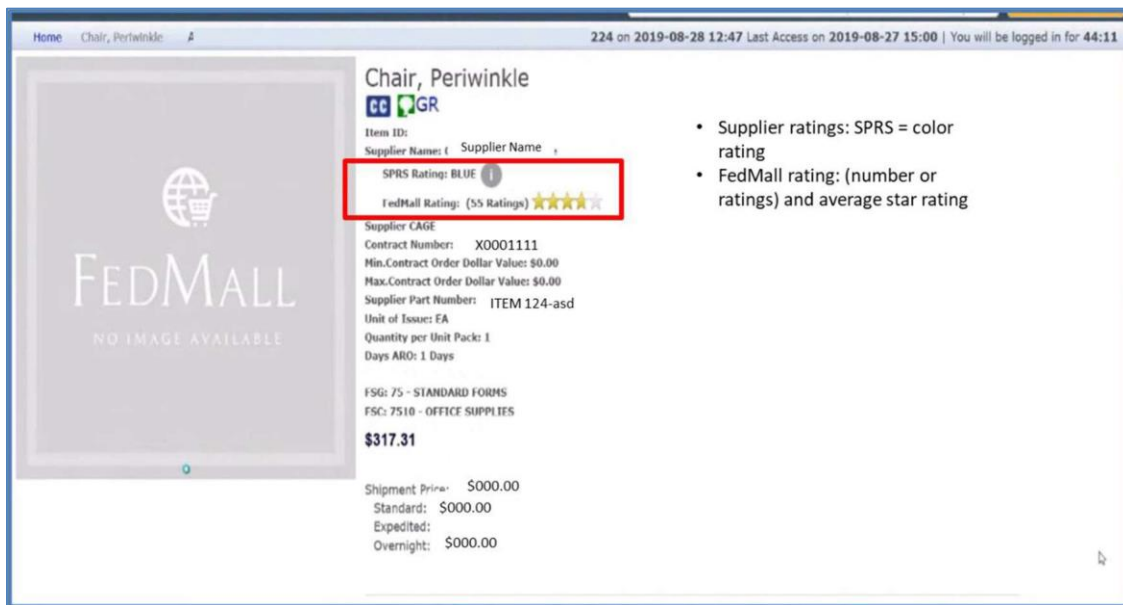 Home Chair, Periwinkle A
224 on 2019-08-28 12:47 Last Access on 2019-08-27 15:00 | You will be logged in for 44:11
FEDMALL
NO IMAGE AVAILABLE
Chair, Periwinkle
CC GR
Item ID:
Supplier Name: ( Supplier Name
SPRS Rating: BLUE i
FedMall Rating: (55 Ratings)
Supplier CAGE
Contract Number: X0001111
Min.Contract Order Dollar Value: $0.00
Max.Contract Order Dollar Value: $0.00
Supplier Part Number: ITEM 124-asd
Unit of Issue: EA
Quantity per Unit Pack: 1
Days ARO: 1 Days
FSG: 75 - STANDARD FORMS
FSC: 7510 - OFFICE SUPPLIES
$317.31
Shipment Price: $000.00
Standard: $000.00
Expedited:
Overnight: $000.00
• Supplier ratings: SPRS = color
rating
• FedMall rating: (number or
ratings) and average star rating